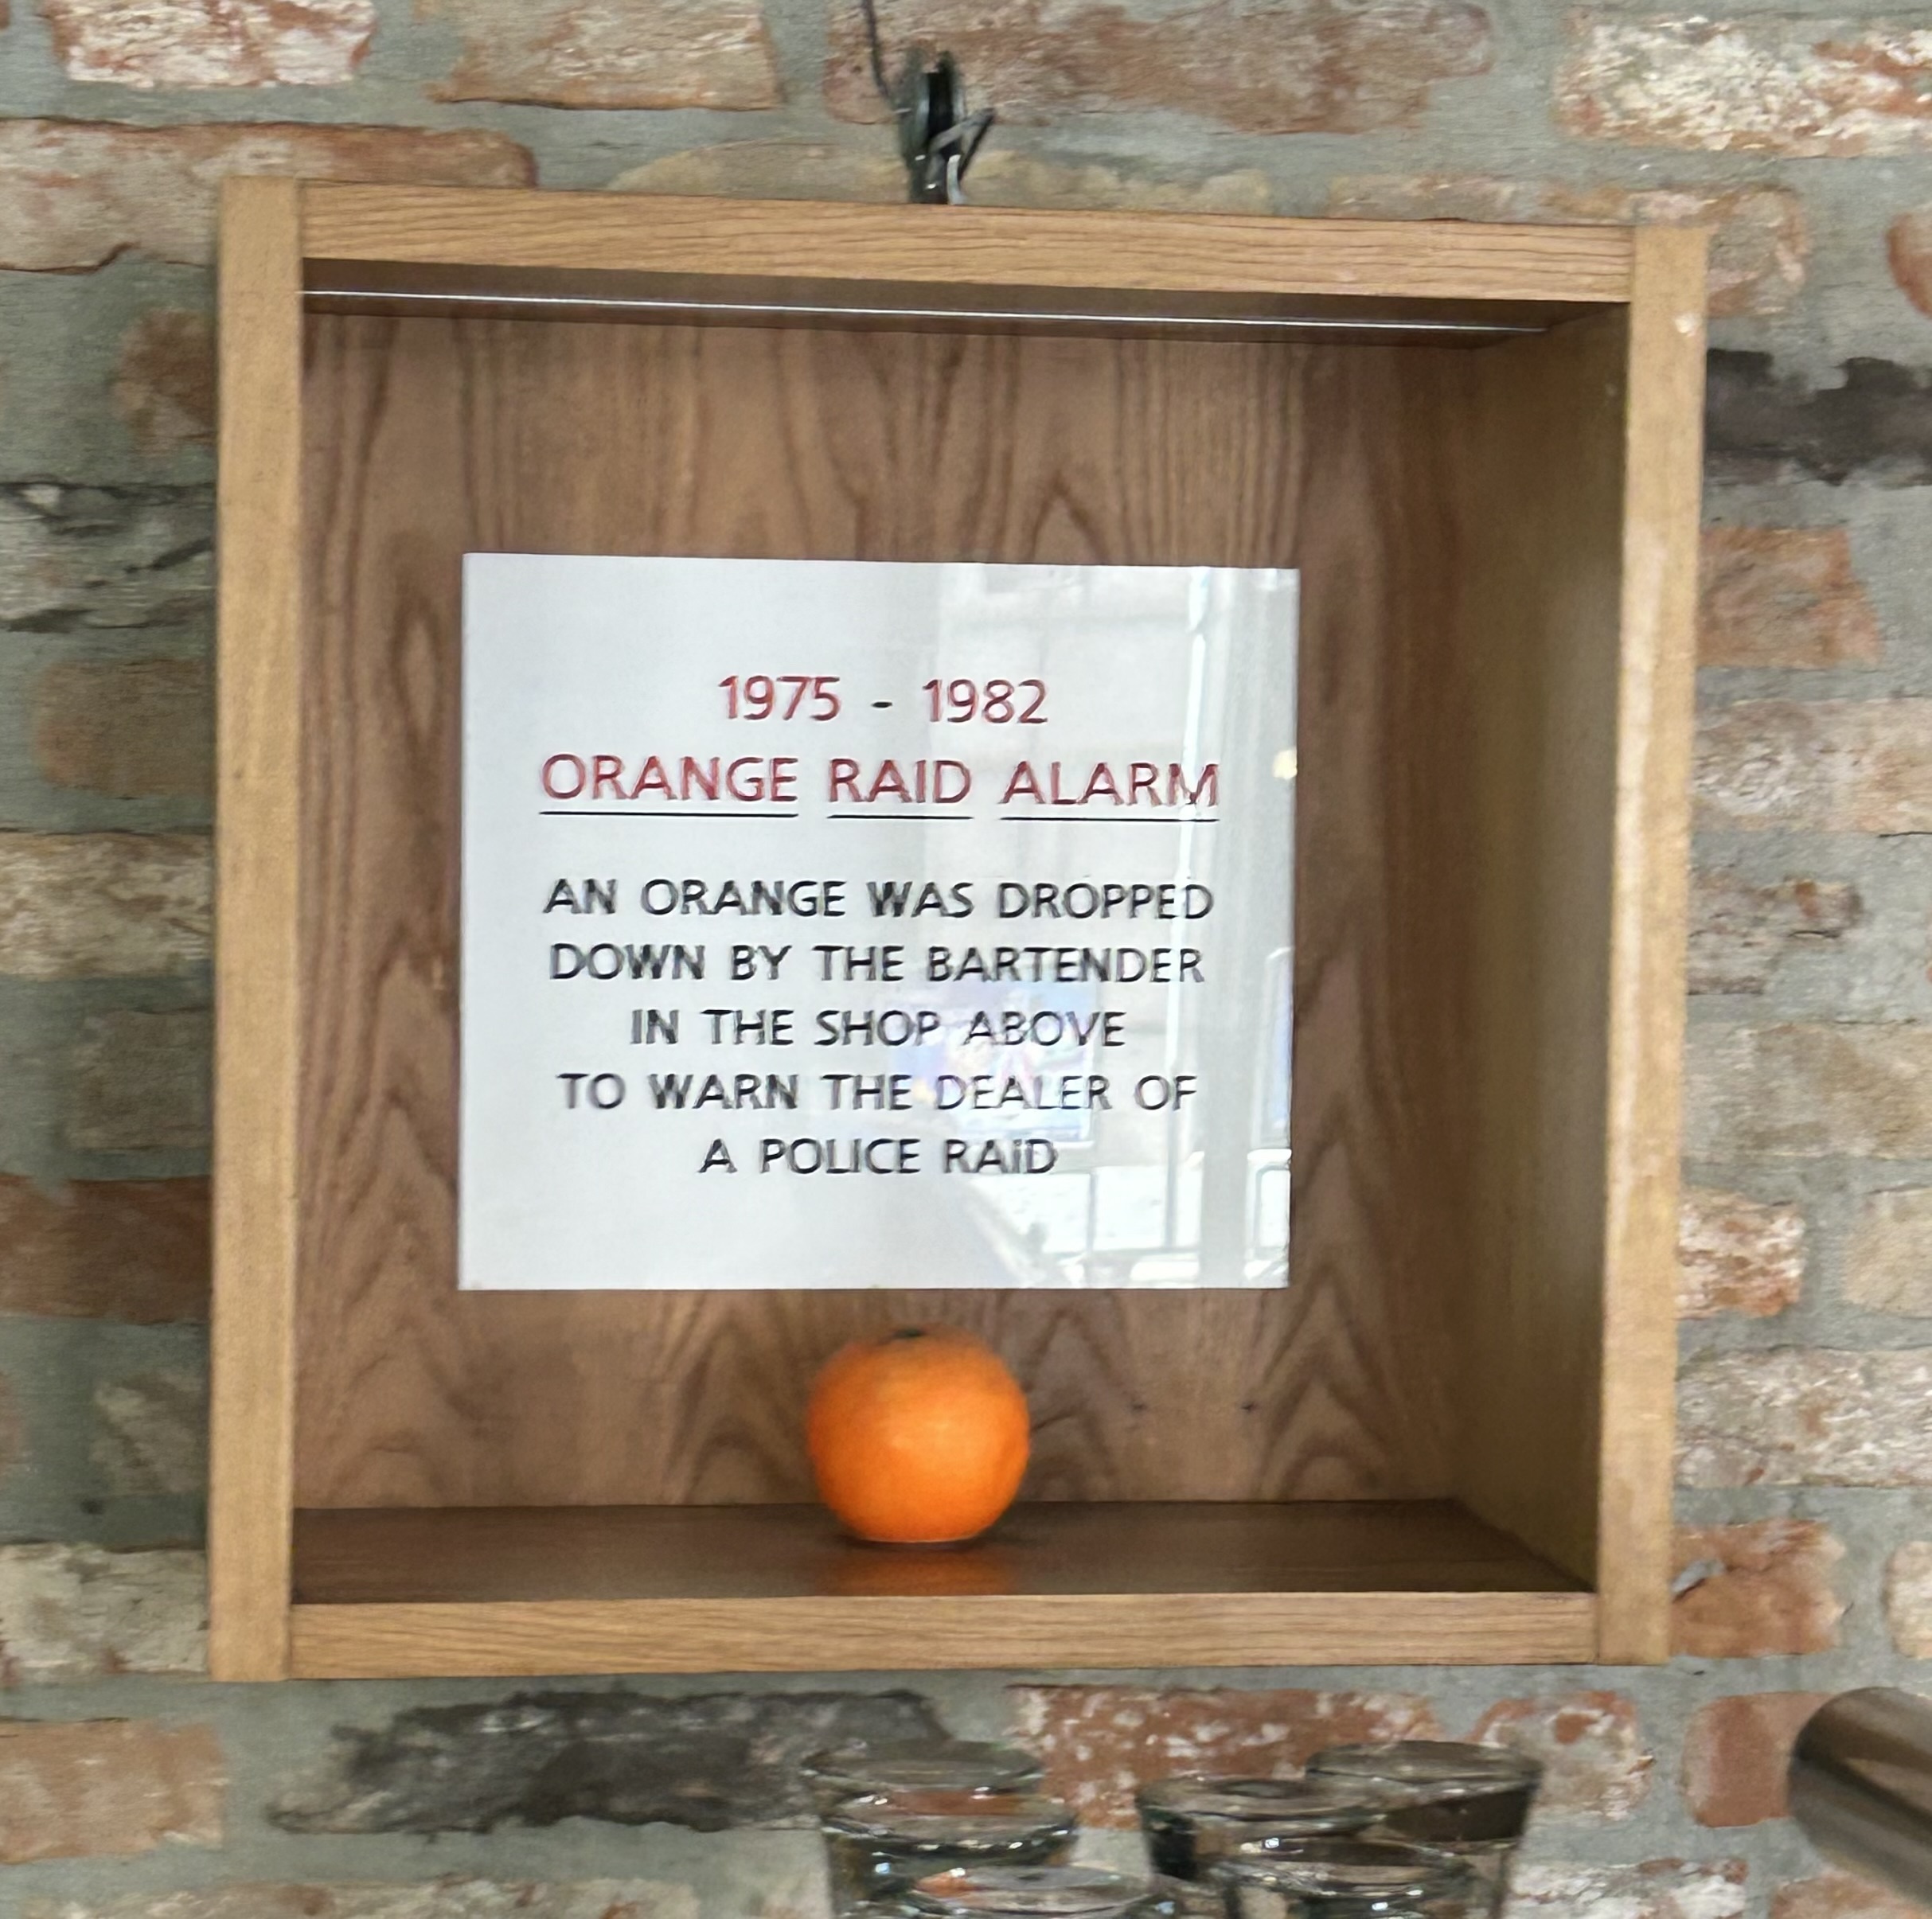 1975 - 1982
ORANGE RAID ALARM
AN ORANGE WAS DROPPED
DOWN BY THE BARTENDER
IN THE SHOP ABOVE
TO WARN THE DEALER OF
A POLICE RAID